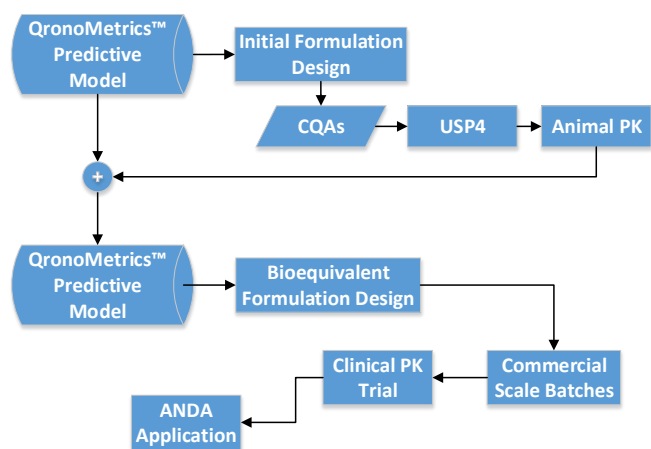 QronoMetrics™
Predictive
Model
Initial Formulation
Design
CQAs
USP4
Animal PK
+
QronoMetrics™
Predictive
Model
Bioequivalent
Formulation Design
Commercial
Scale Batches
Clinical PK
Trial
ANDA
Application